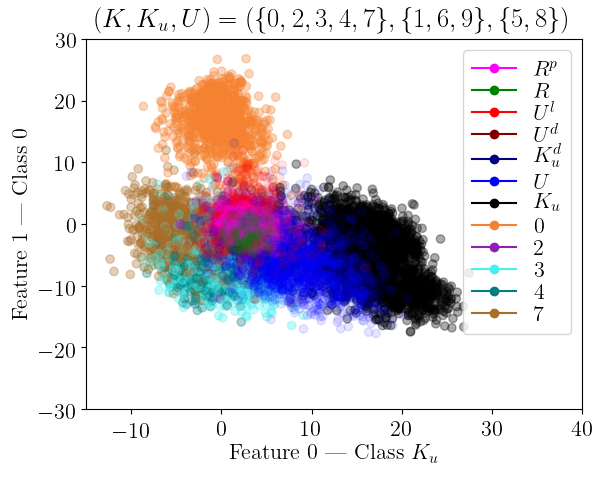 (K, K_u, U) = ({0, 2, 3, 4, 7}, {1, 6, 9}, {5, 8})
30
20
10
0
−10
−20
−30
Feature 1 — Class 0
−10
0
10
20
30
40
Feature 0 — Class K_u
R^p
R
U^l
U^d
K_u^d
U
K_u
0
2
3
4
7